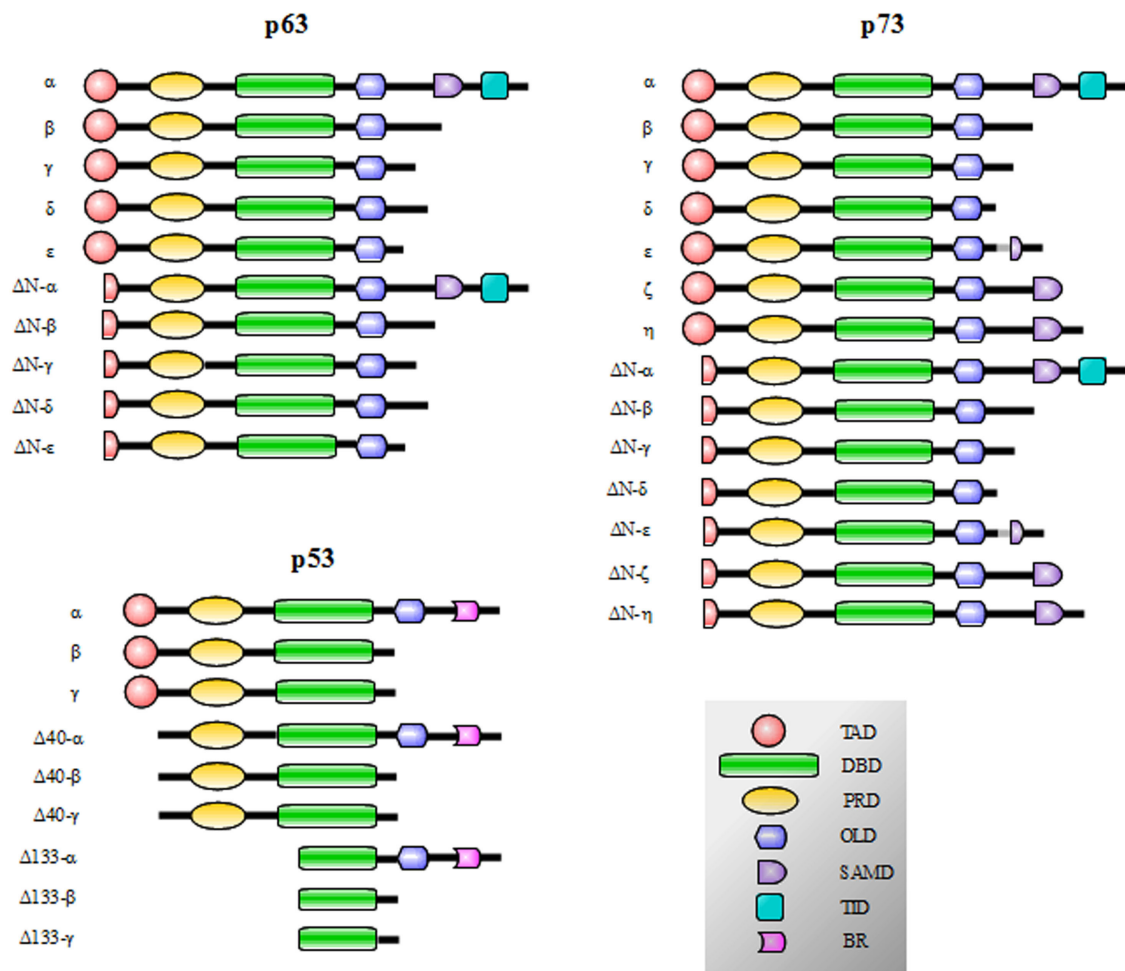 p63
α
β
γ
δ
ε
ΔN-α
ΔN-β
ΔN-γ
ΔN-δ
ΔN-ε
p73
α
β
γ
δ
ε
ζ
η
ΔN-α
ΔN-β
ΔN-γ
ΔN-δ
ΔN-ε
ΔN-ζ
ΔN-η
p53
α
β
γ
Δ40-α
Δ40-β
Δ40-γ
Δ133-α
Δ133-β
Δ133-γ
TAD
DBD
PRD
OLD
SAMD
TID
BR